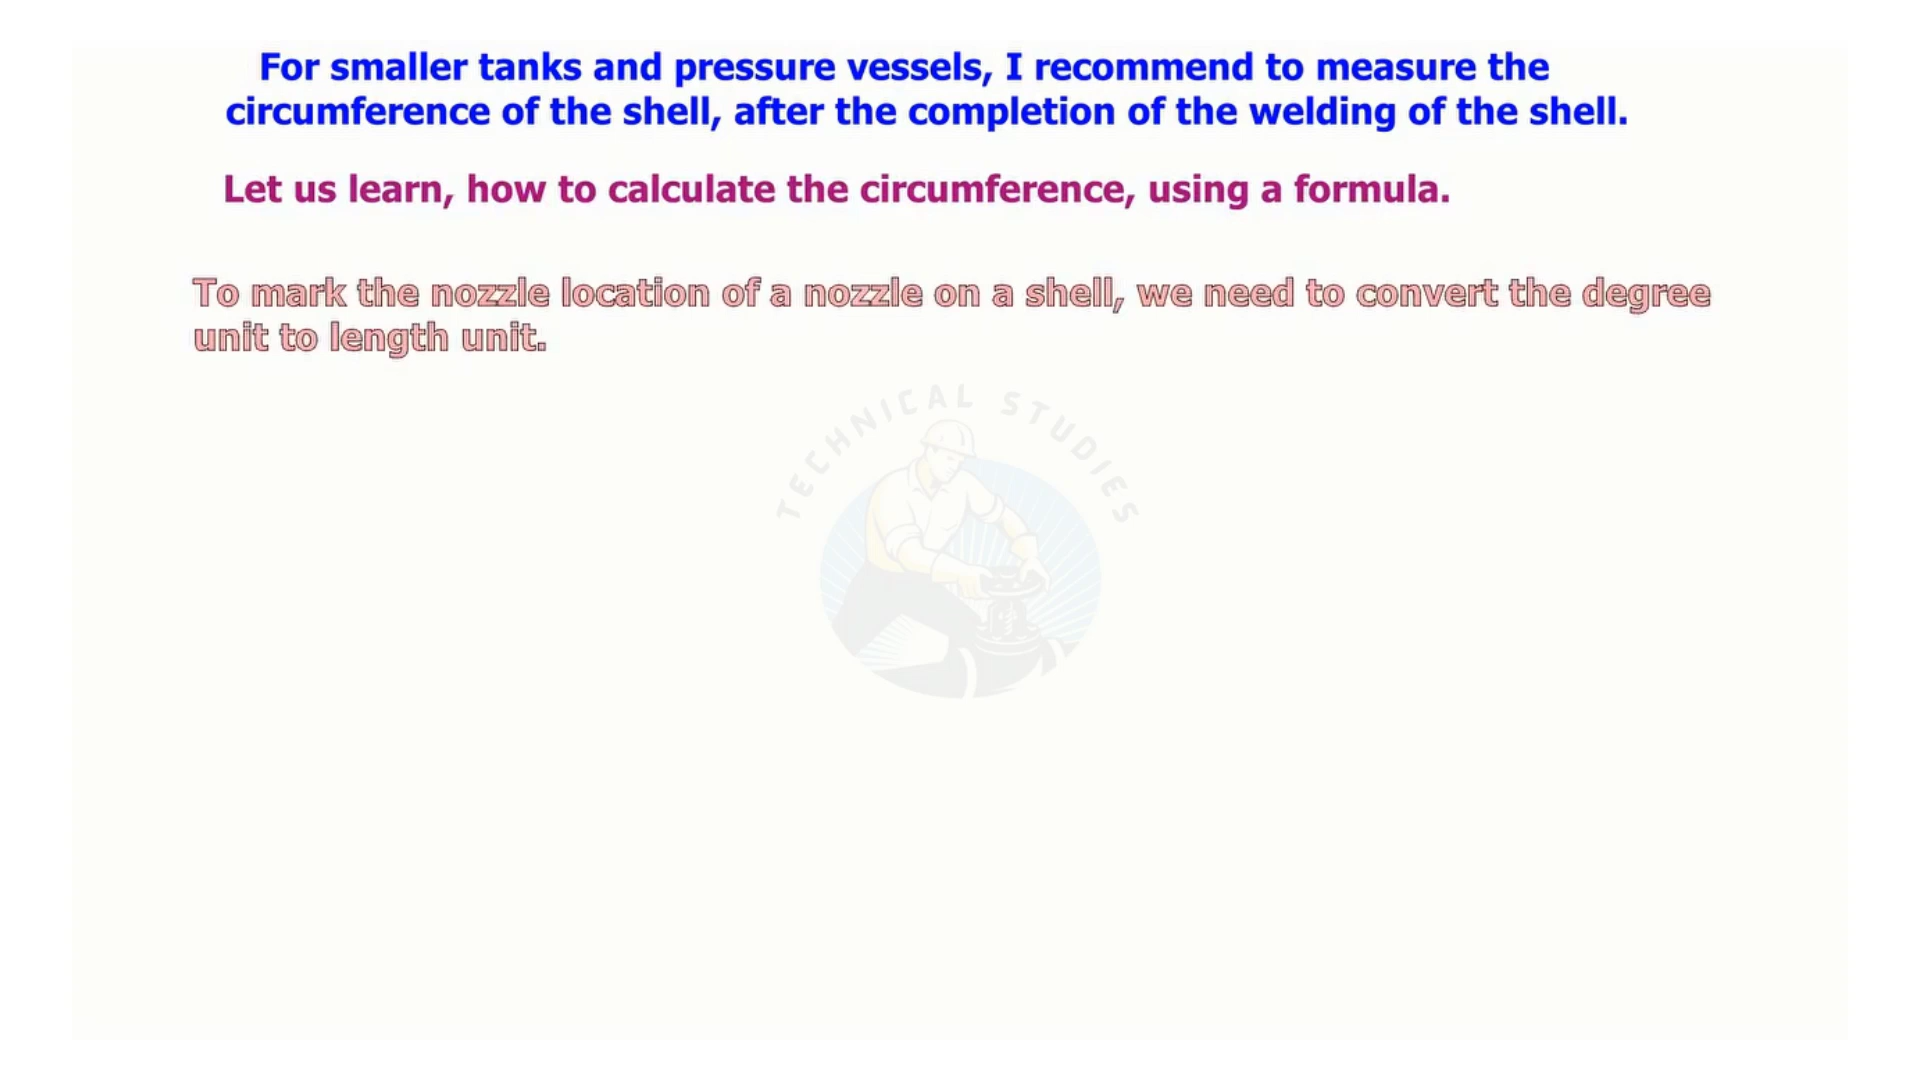 For smaller tanks and pressure vessels, I recommend to measure the
circumference of the shell, after the completion of the welding of the shell.
Let us learn, how to calculate the circumference, using a formula.
To mark the nozzle location of a nozzle on a shell, we need to convert the degree
unit to length unit.
TECHNICAL STUDIES